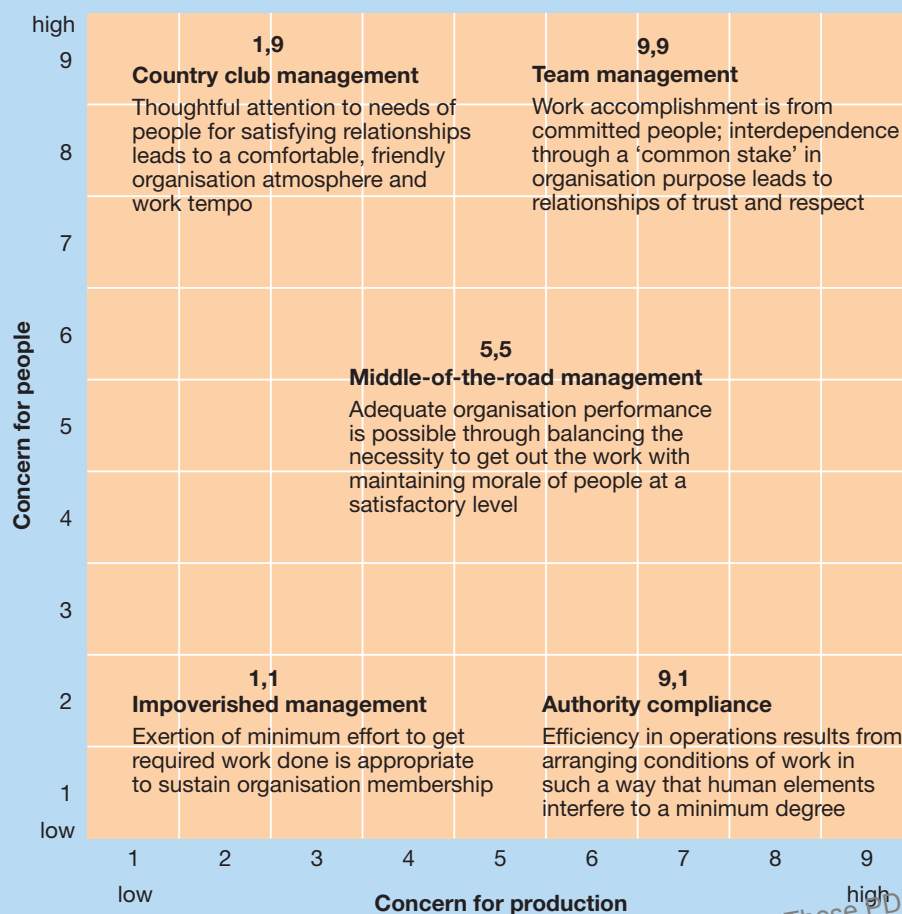 high
9
8
7
6
5
4
3
2
1
low
Concern for people
1,9
Country club management
Thoughtful attention to needs of
people for satisfying relationships
leads to a comfortable, friendly
organisation atmosphere and
work tempo
9,9
Team management
Work accomplishment is from
committed people; interdependence
through a ‘common stake’ in
organisation purpose leads to
relationships of trust and respect
5,5
Middle-of-the-road management
Adequate organisation performance
is possible through balancing the
necessity to get out the work with
maintaining morale of people at a
satisfactory level
1,1
Impoverished management
Exertion of minimum effort to get
required work done is appropriate
to sustain organisation membership
9,1
Authority compliance
Efficiency in operations results from
arranging conditions of work in
such a way that human elements
interfere to a minimum degree
1 2 3 4 5 6 7 8 9
low high
Concern for production
These